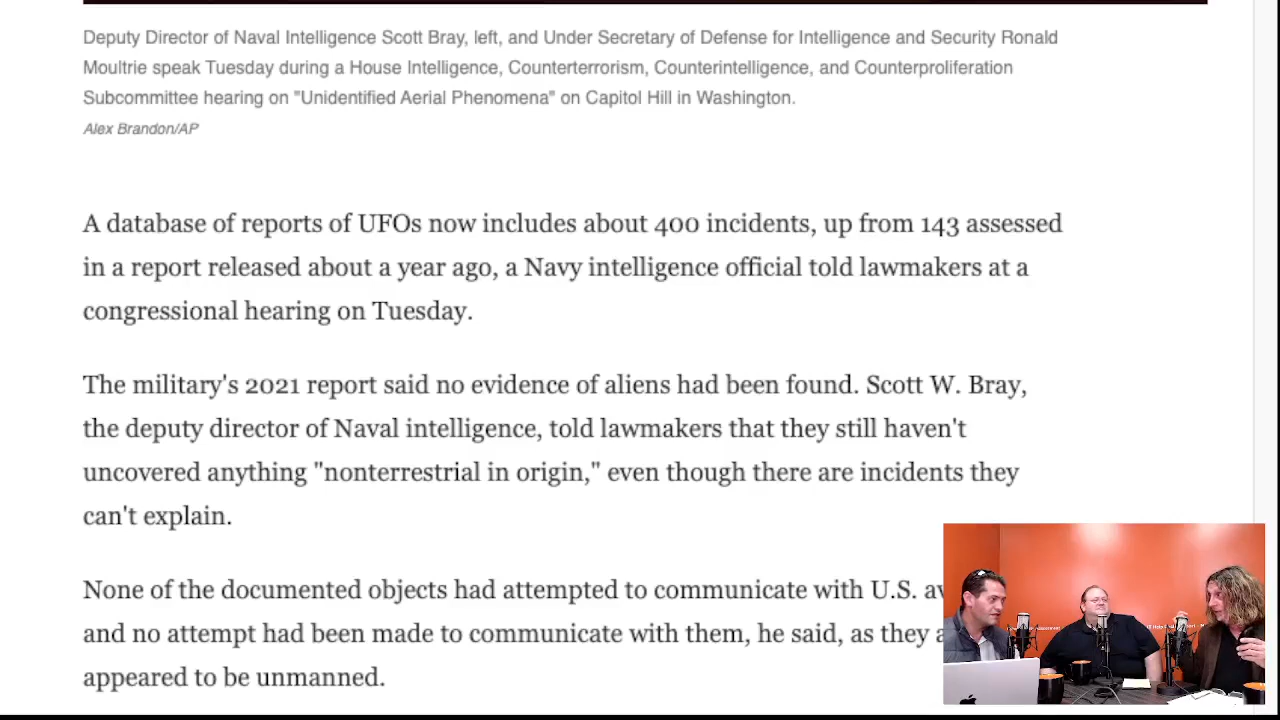 Deputy Director of Naval Intelligence Scott Bray, left, and Under Secretary of Defense for Intelligence and Security Ronald
Moultrie speak Tuesday during a House Intelligence, Counterterrorism, Counterintelligence, and Counterproliferation
Subcommittee hearing on "Unidentified Aerial Phenomena" on Capitol Hill in Washington.
Alex Brandon/AP
A database of reports of UFOs now includes about 400 incidents, up from 143 assessed
in a report released about a year ago, a Navy intelligence official told lawmakers at a
congressional hearing on Tuesday.
The military's 2021 report said no evidence of aliens had been found. Scott W. Bray,
the deputy director of Naval intelligence, told lawmakers that they still haven't
uncovered anything "nonterrestrial in origin," even though there are incidents they
can't explain.
None of the documented objects had attempted to communicate with U.S.
and no attempt had been made to communicate with them, he said, as they
appeared to be unmanned.